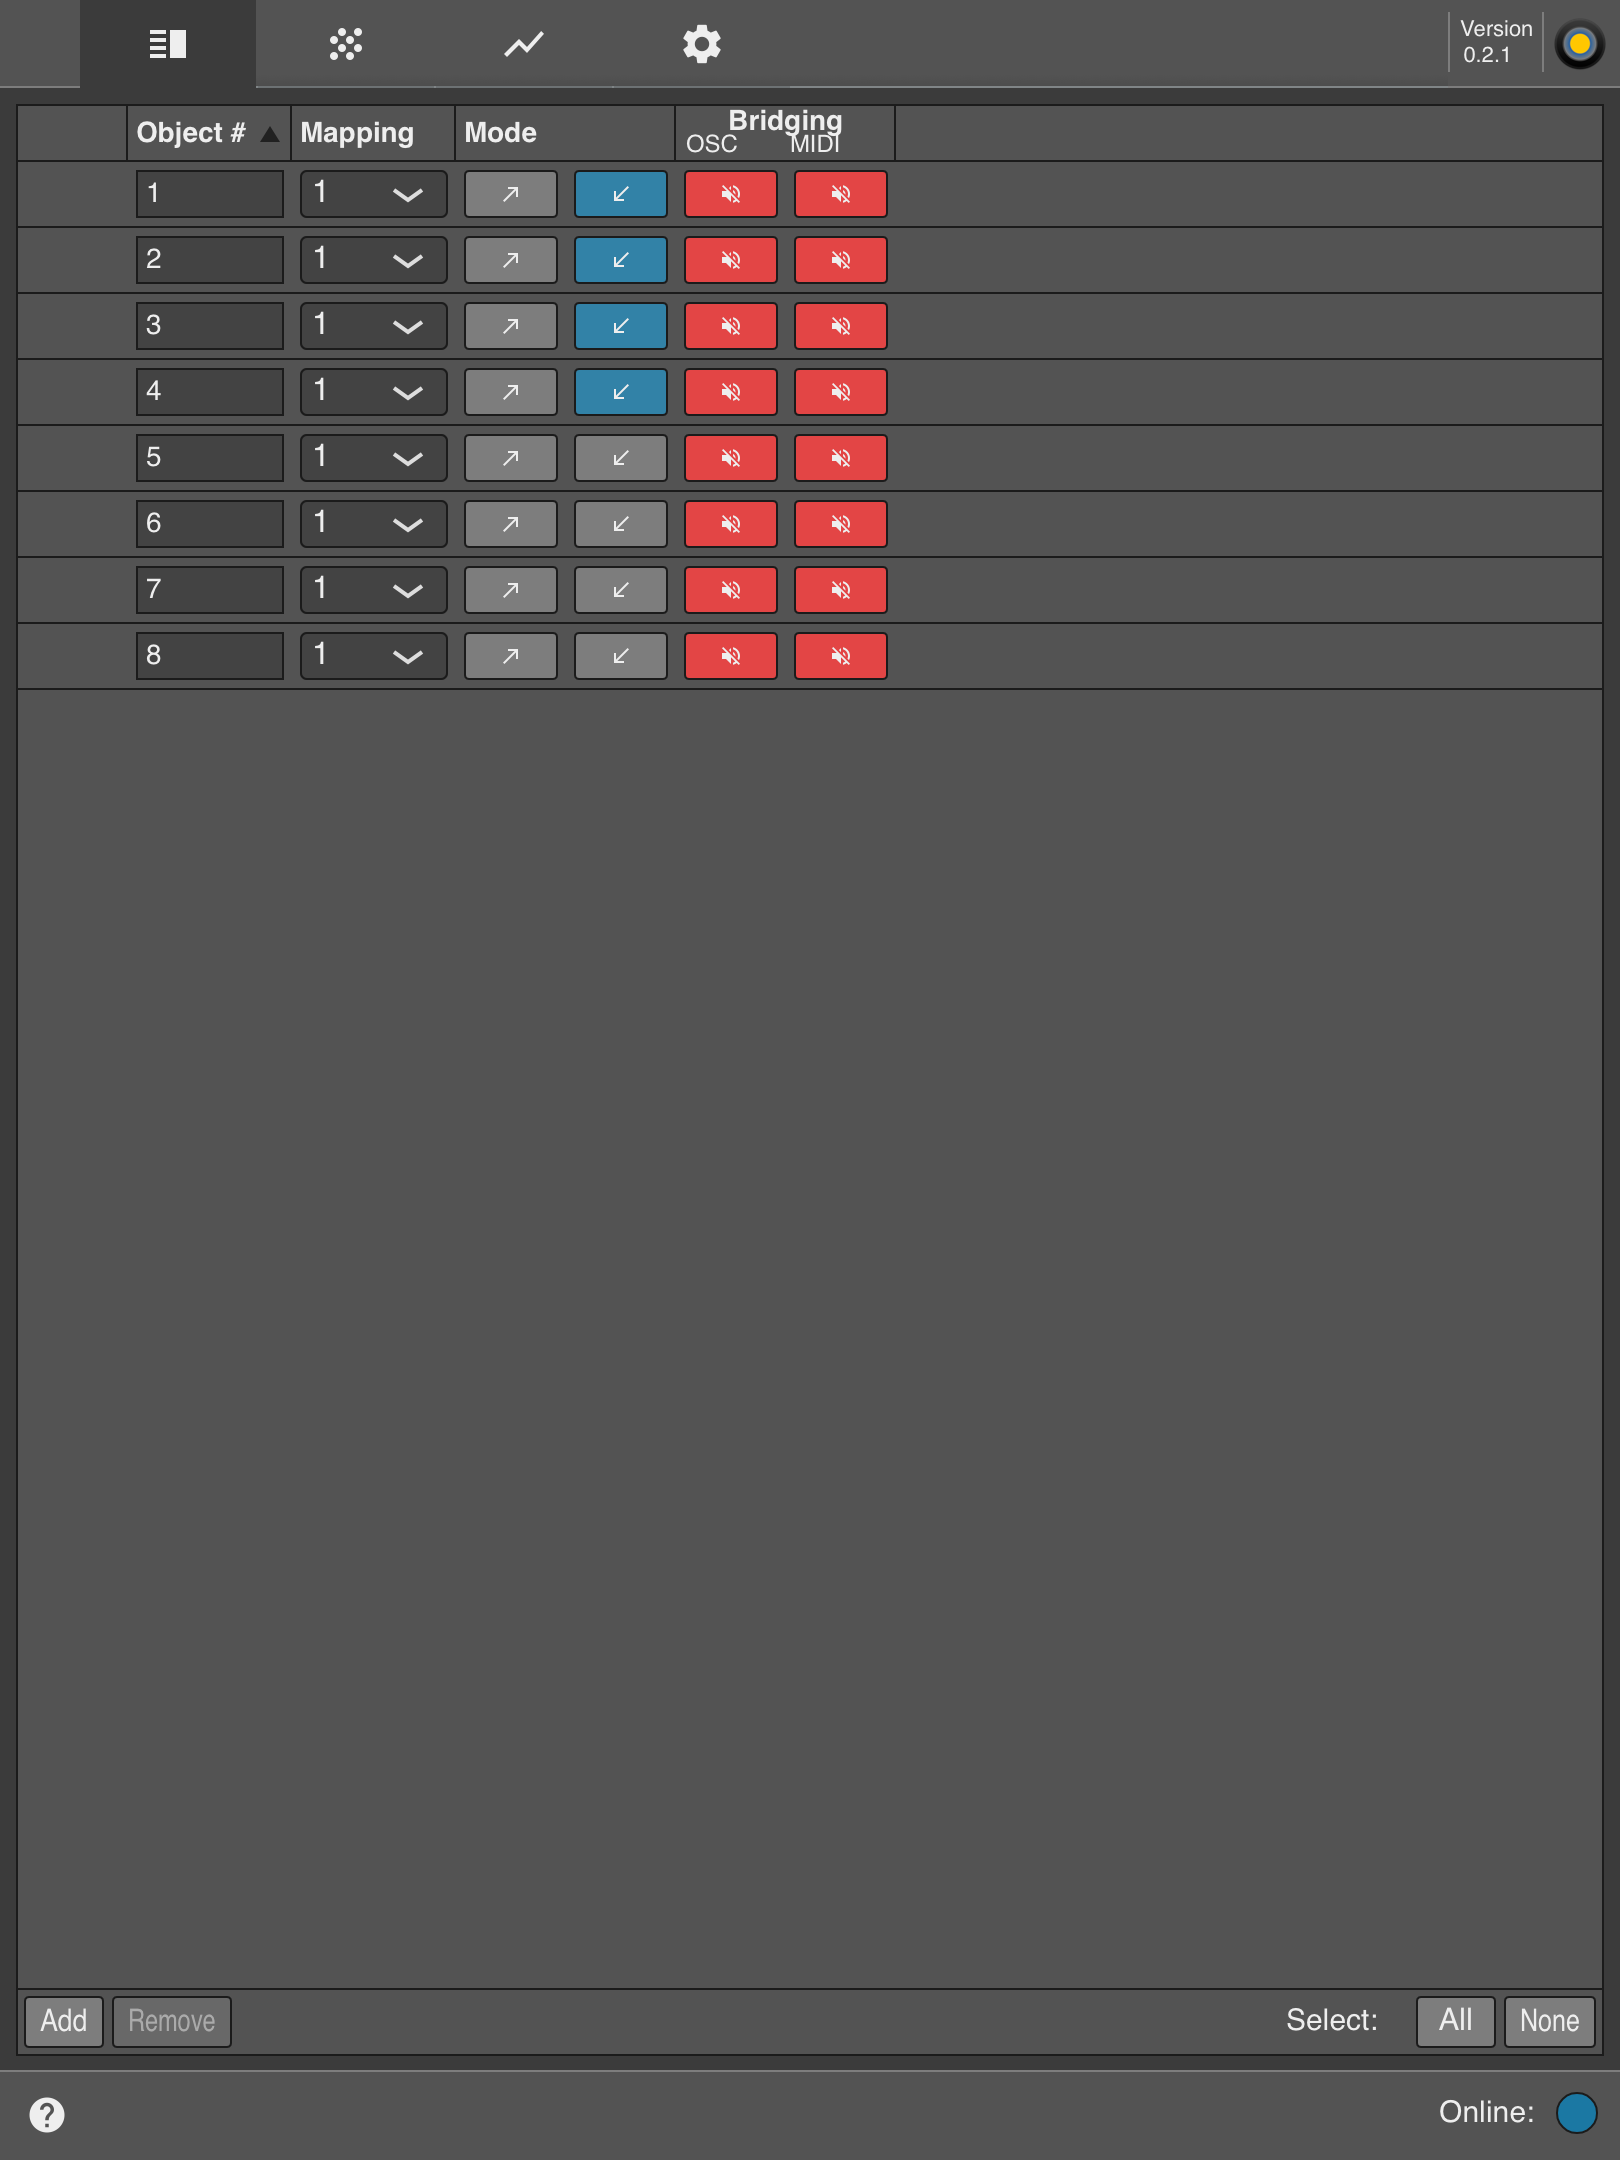 Version
0.2.1
Object # Mapping Mode Bridging
OSC MIDI
1 1
2 1
3 1
4 1
5 1
6 1
7 1
8 1
Add Remove Select: All None
Online: